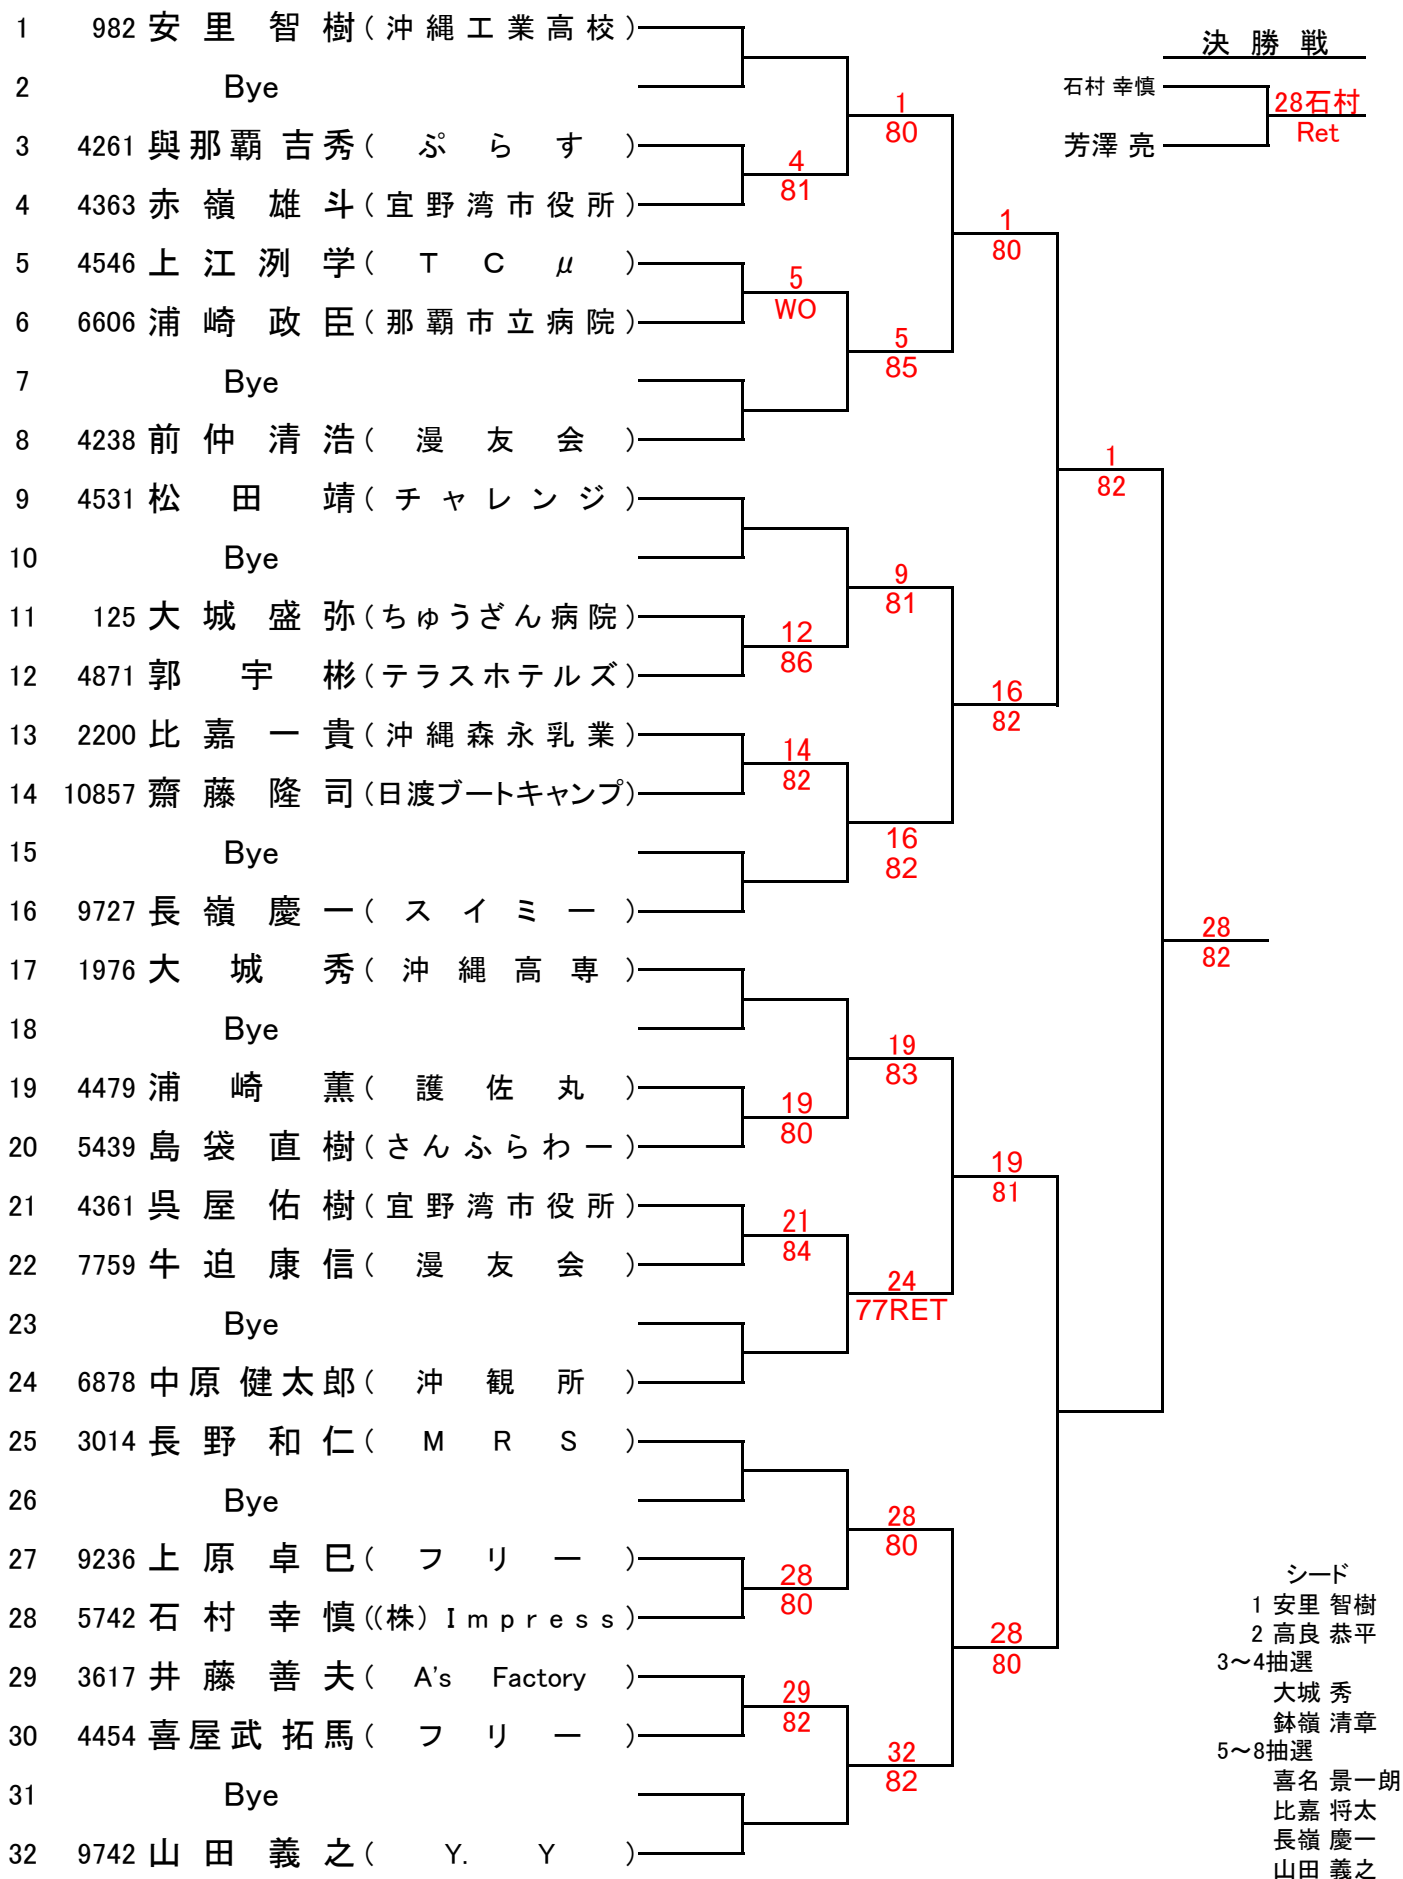 1 982 安里 智樹(沖縄工業高校)
2 Bye
3 4261 與那覇 吉秀(ぷらす)
4 4363 赤嶺 雄斗(宜野湾市役所)
5 4546 上江洌 学(TCμ)
6 6606 浦崎 政臣(那覇市立病院)
7 Bye
8 4238 前仲 清浩(漫友会)
9 4531 松田 靖(チャレンジ)
10 Bye
11 125 大城 盛弥(ちゅうざん病院)
12 4871 郭 宇彬(テラスホテルズ)
13 2200 比嘉 一貴(沖縄森永乳業)
14 10857 齋藤 隆司(日渡ブートキャンプ)
15 Bye
16 9727 長嶺 慶一(スイミー)
17 1976 大城 秀(沖縄高専)
18 Bye
19 4479 浦崎 薫(護佐丸)
20 5439 島袋 直樹(さんふらわー)
21 4361 呉屋 佑樹(宜野湾市役所)
22 7759 牛迫 康信(漫友会)
23 Bye
24 6878 中原 健太郎(沖観所)
25 3014 長野 和仁(MRS)
26 Bye
27 9236 上原 卓巳(フリー)
28 5742 石村 幸慎((株)Impress)
29 3617 井藤 善夫(A's Factory)
30 4454 喜屋武 拓馬(フリー)
31 Bye
32 9742 山田 義之(Y. Y)
4
81
5
WO
12
86
14
82
19
80
21
84
28
80
29
82
1
80
5
85
9
81
16
82
19
83
24
77RET
28
80
32
82
1
80
16
82
19
81
28
80
1
82
28
82
決勝戦
石村 幸慎
芳澤 亮
28石村
Ret
シード
1 安里 智樹
2 高良 恭平
3～4抽選
大城 秀
鉢嶺 清章
5～8抽選
喜名 景一朗
比嘉 将太
長嶺 慶一
山田 義之